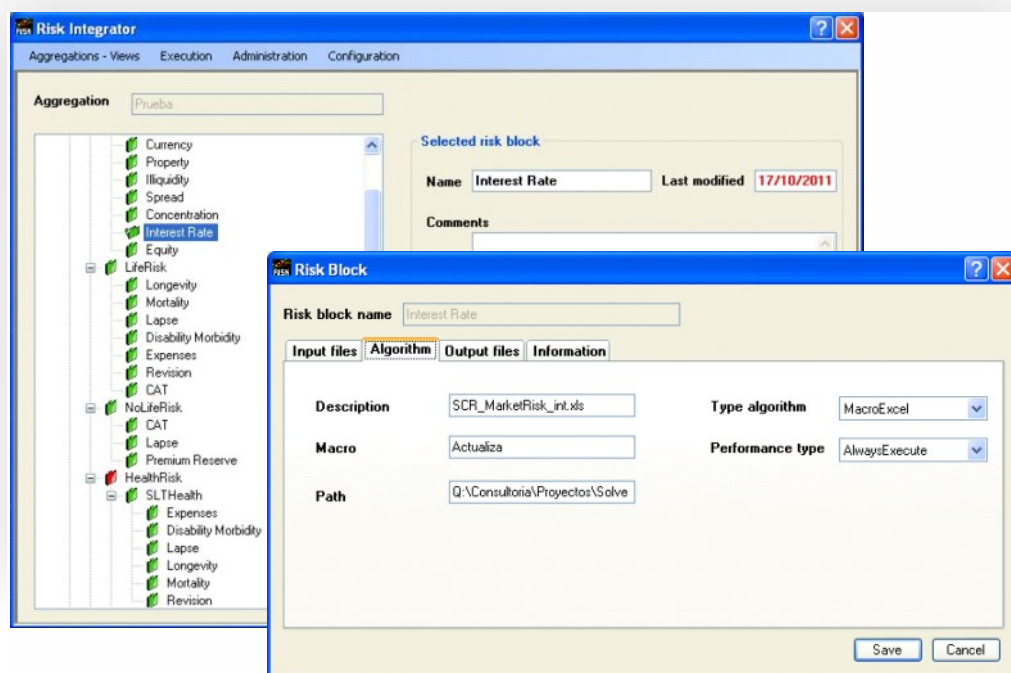 Risk Integrator
Aggregations - Views Execution Administration Configuration
Aggregation Prueba
Currency
Property
Illiquidity
Spread
Concentration
Interest Rate
Equity
LifeRisk
Longevity
Mortality
Lapse
Disability Morbidity
Expenses
Revision
CAT
NoLifeRisk
CAT
Lapse
Premium Reserve
HealthRisk
SLTHealth
Expenses
Disability Morbidity
Lapse
Longevity
Mortality
Revision
Selected risk block
Name Interest Rate Last modified 17/10/2011
Comments
Risk Block
Risk block name Interest Rate
Input files Algorithm Output files Information
Description SCR_MarketRisk_int.xls Type algorithm MacroExcel
Macro Actualiza Performance type AlwaysExecute
Path Q:\Consultoria\Proyectos\Solve
Save Cancel